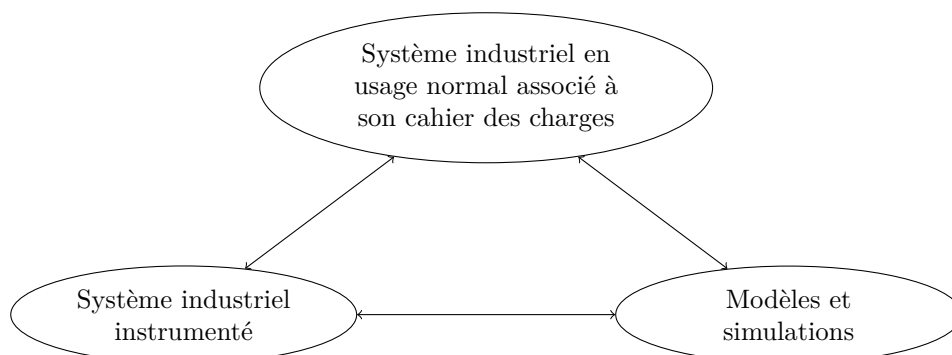 Système industriel en
usage normal associé à
son cahier des charges
Système industriel
instrumenté
Modèles et
simulations